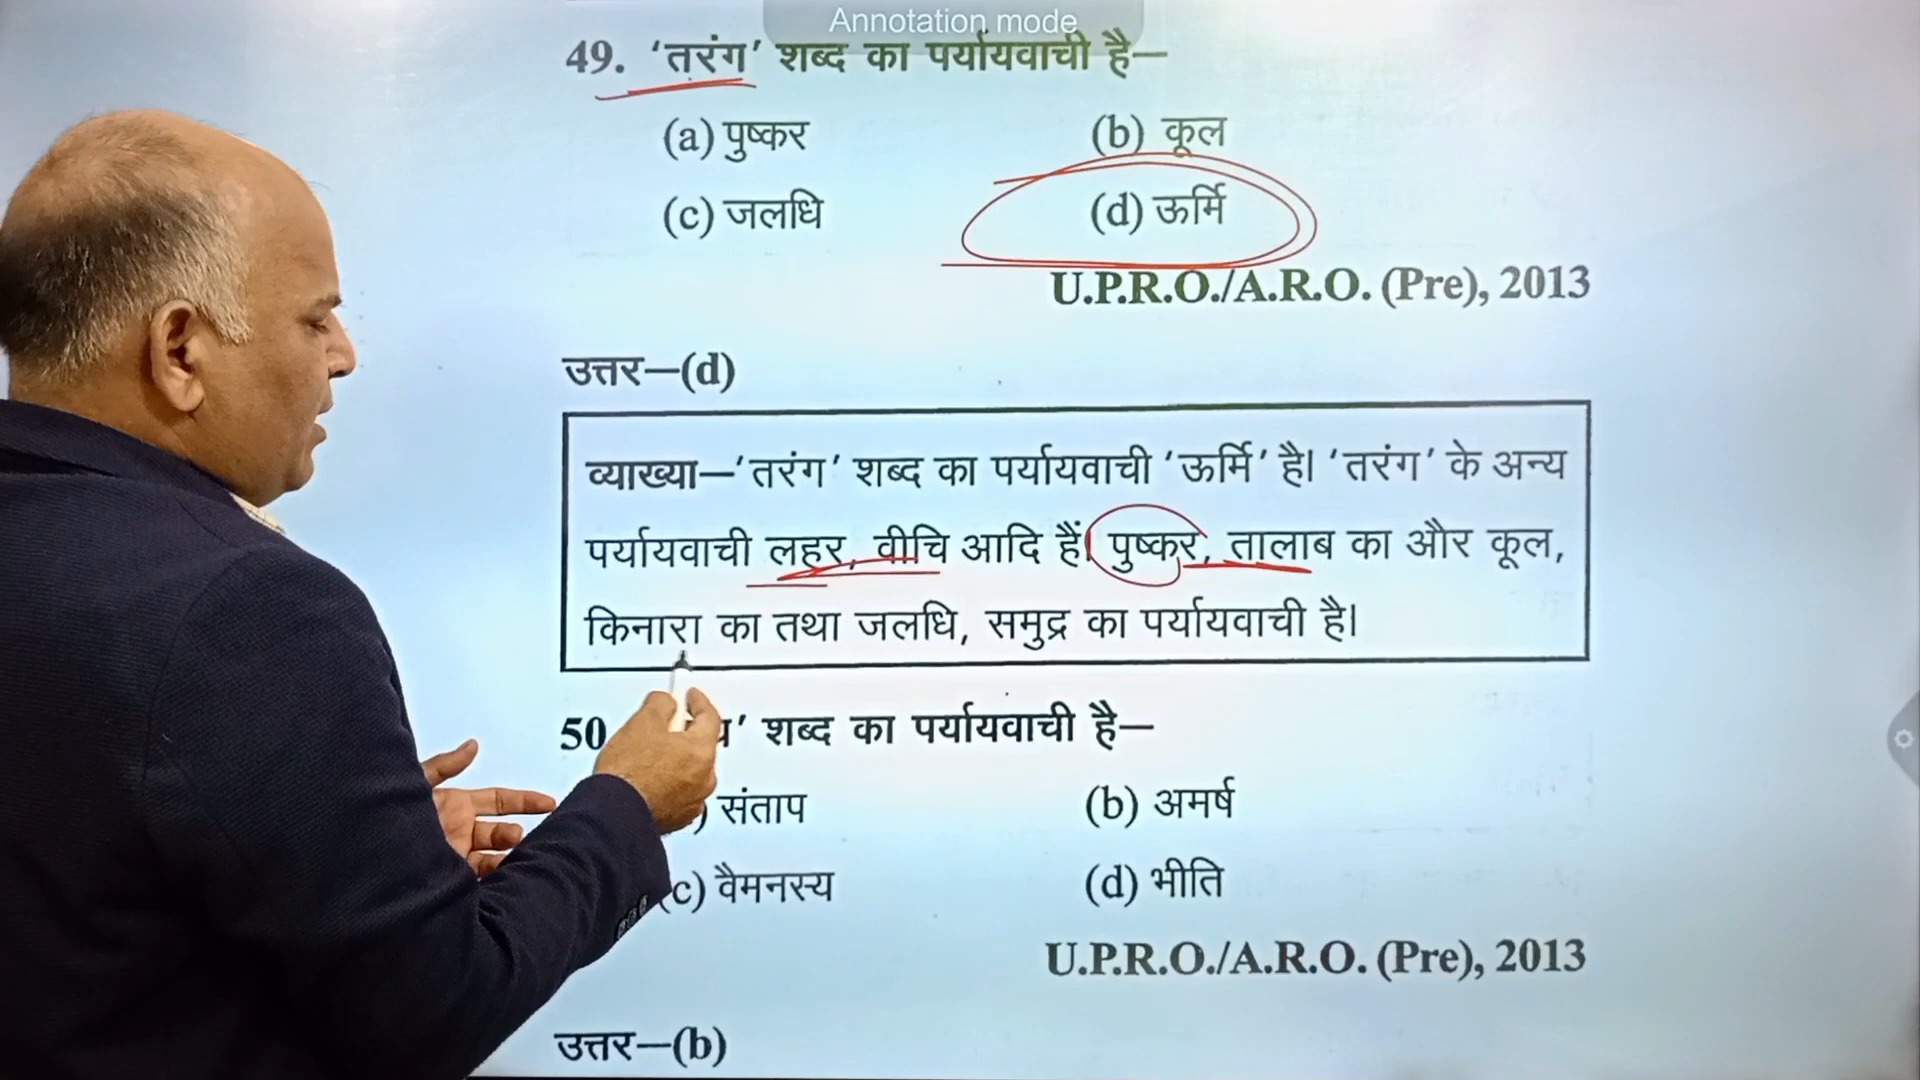 Annotation mode
49. ‘तरंग’ शब्द का पर्यायवाची है—
(a) पुष्कर (b) कूल
(c) जलधि (d) ऊर्मि
U.P.R.O./A.R.O. (Pre), 2013
उत्तर—(d)
व्याख्या—‘तरंग’ शब्द का पर्यायवाची ‘ऊर्मि’ है। ‘तरंग’ के अन्य
पर्यायवाची लहर, वीचि आदि हैं। पुष्कर, तालाब का और कूल,
किनारा का तथा जलधि, समुद्र का पर्यायवाची है।
50 शब्द का पर्यायवाची है—
) संताप (b) अमर्ष
(c) वैमनस्य (d) भीति
U.P.R.O./A.R.O. (Pre), 2013
उत्तर—(b)